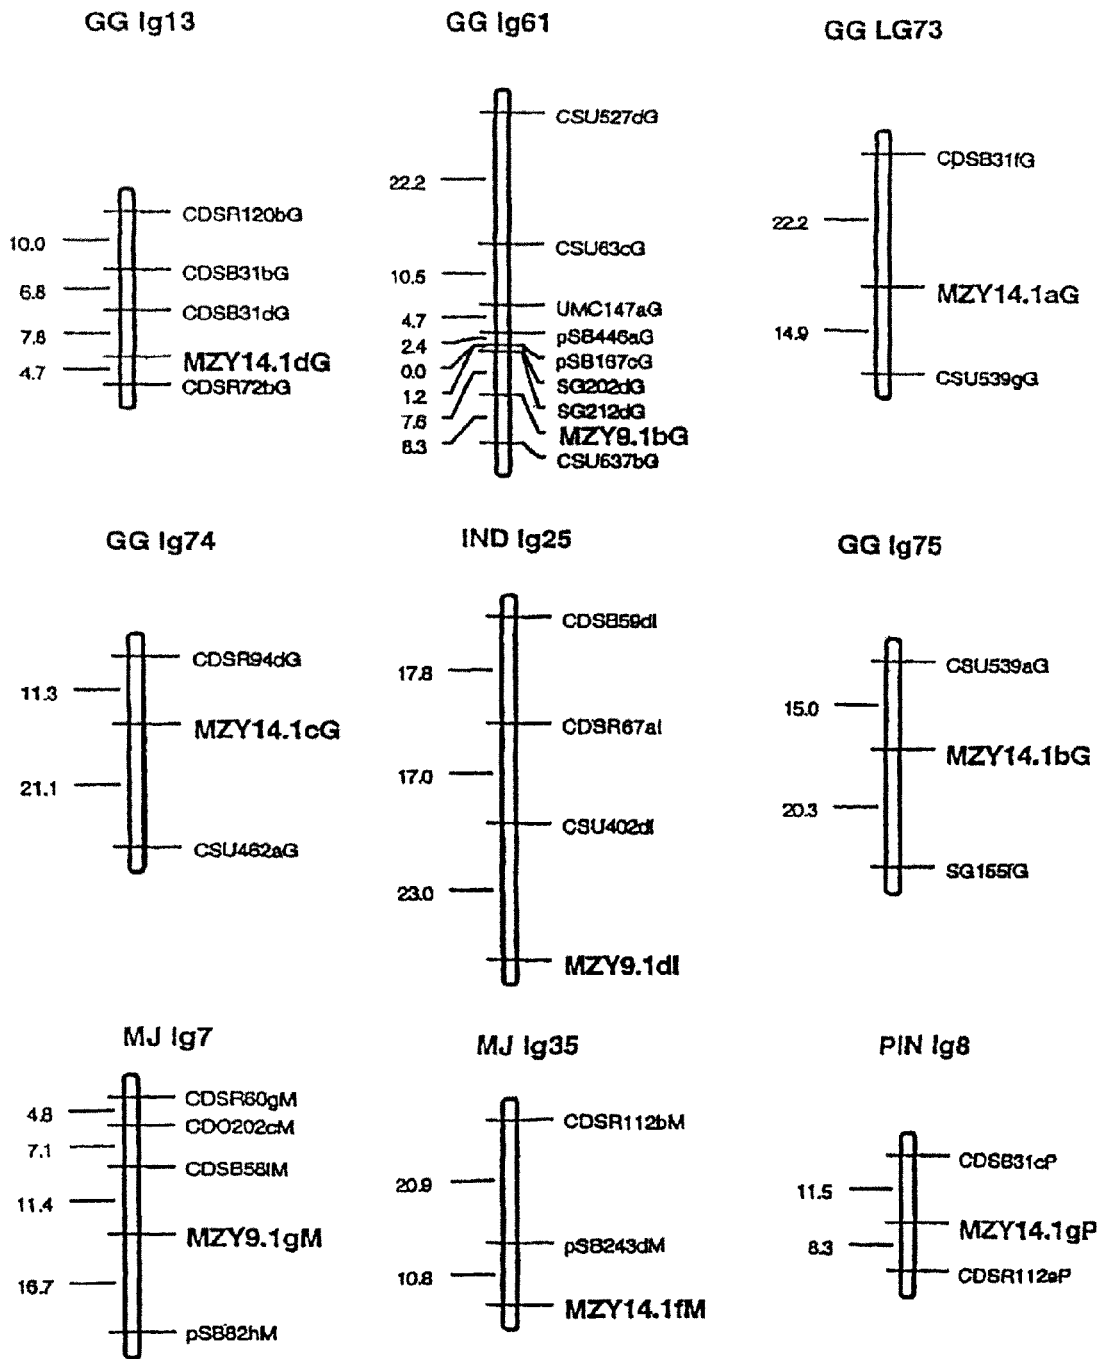 GG lg13
CDSR120bG
10.0
CDSB31bG
6.8
CDSB31dG
7.8
MZY14.1dG
4.7
CDSR72bG
GG lg61
CSU527dG
22.2
CSU63cG
10.5
UMC147aG
4.7
pSB446aG
2.4
pSB167cG
0.0
SG202dG
1.2
SG212dG
7.6
MZY9.1bG
8.3
CSU637bG
GG LG73
CDSB31fG
22.2
MZY14.1aG
14.9
CSU539gG
GG lg74
CDSR94dG
11.3
MZY14.1cG
21.1
CSU462aG
IND lg25
CDSB59dI
17.8
CDSR67aI
17.0
CSU402dI
23.0
MZY9.1dI
GG lg75
CSU539aG
15.0
MZY14.1bG
20.3
SG155fG
MJ lg7
CDSR60gM
4.8
CDO202cM
7.1
CDSB58fM
11.4
MZY9.1gM
16.7
pSB82hM
MJ lg35
CDSR112bM
20.9
pSB243dM
10.8
MZY14.1fM
PIN lg8
CDSB31cP
11.5
MZY14.1gP
8.3
CDSR112eP